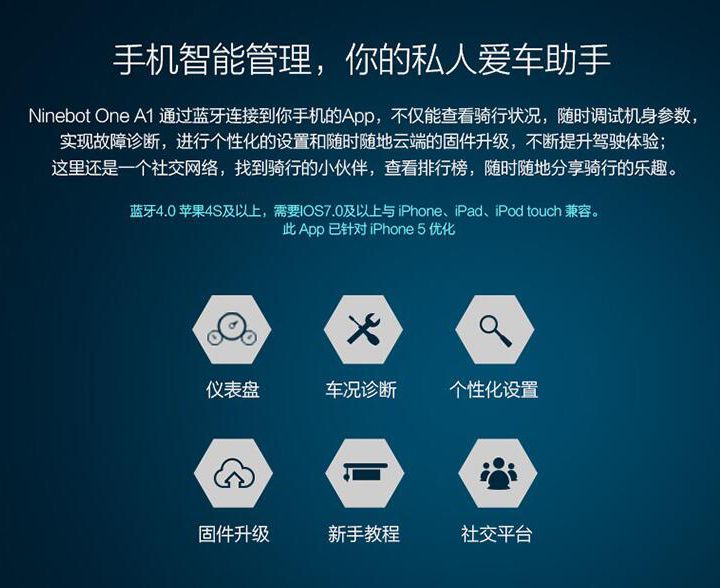 手机智能管理，你的私人爱车助手
Ninebot One A1 通过蓝牙连接到你手机的App，不仅能查看骑行状况，随时调试机身参数，
实现故障诊断，进行个性化的设置和随时随地云端的固件升级，不断提升驾驶体验；
这里还是一个社交网络，找到骑行的小伙伴，查看排行榜，随时随地分享骑行的乐趣。
蓝牙4.0 苹果4S及以上，需要IOS7.0及以上与 iPhone、iPad、iPod touch 兼容。
此 App 已针对 iPhone 5 优化
仪表盘 车况诊断 个性化设置
固件升级 新手教程 社交平台